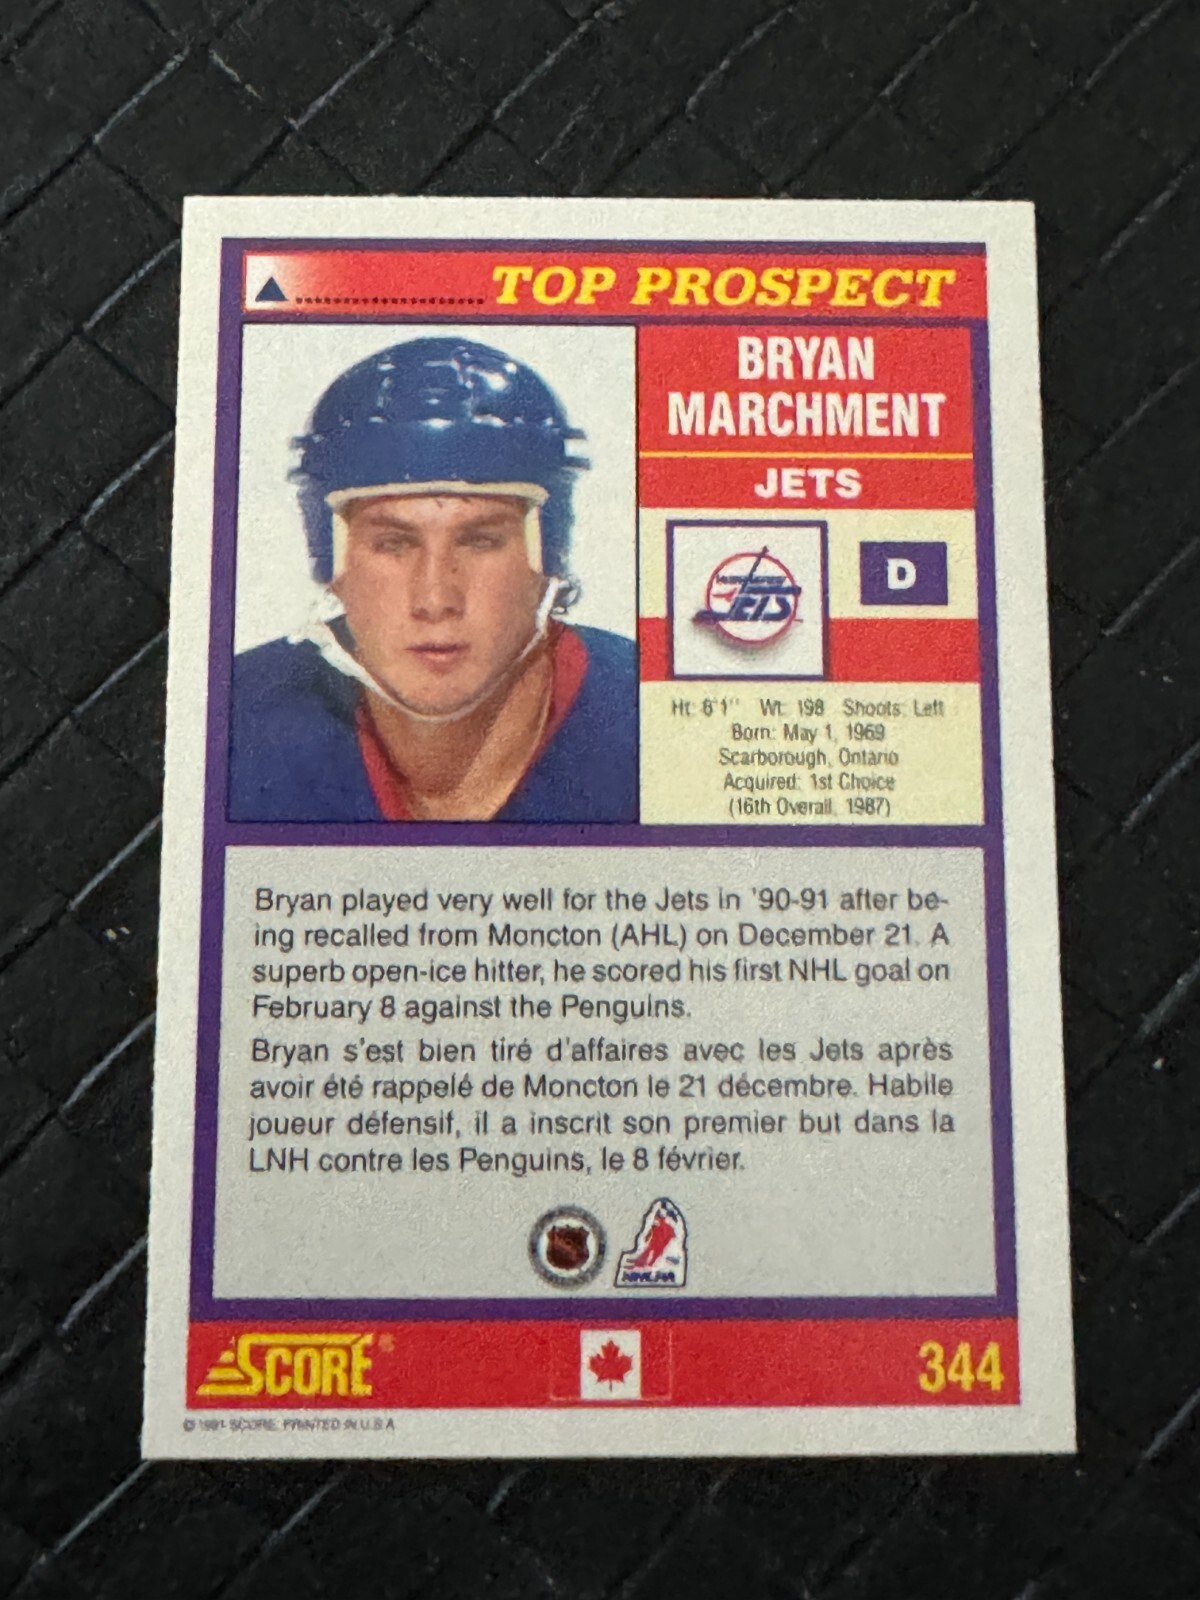 TOP PROSPECT
BRYAN
MARCHMENT
JETS
WINNIPEG
JETS
D
Ht: 6'1" Wt: 198 Shoots: Left
Born: May 1, 1969
Scarborough, Ontario
Acquired: 1st Choice
(16th Overall, 1987)
Bryan played very well for the Jets in '90-91 after be-
ing recalled from Moncton (AHL) on December 21. A
superb open-ice hitter, he scored his first NHL goal on
February 8 against the Penguins.
Bryan s'est bien tiré d'affaires avec les Jets après
avoir été rappelé de Moncton le 21 décembre. Habile
joueur défensif, il a inscrit son premier but dans la
LNH contre les Penguins, le 8 février.
NHLPA
SCORE®
344
© 1991 SCORE, PRINTED IN U.S.A.